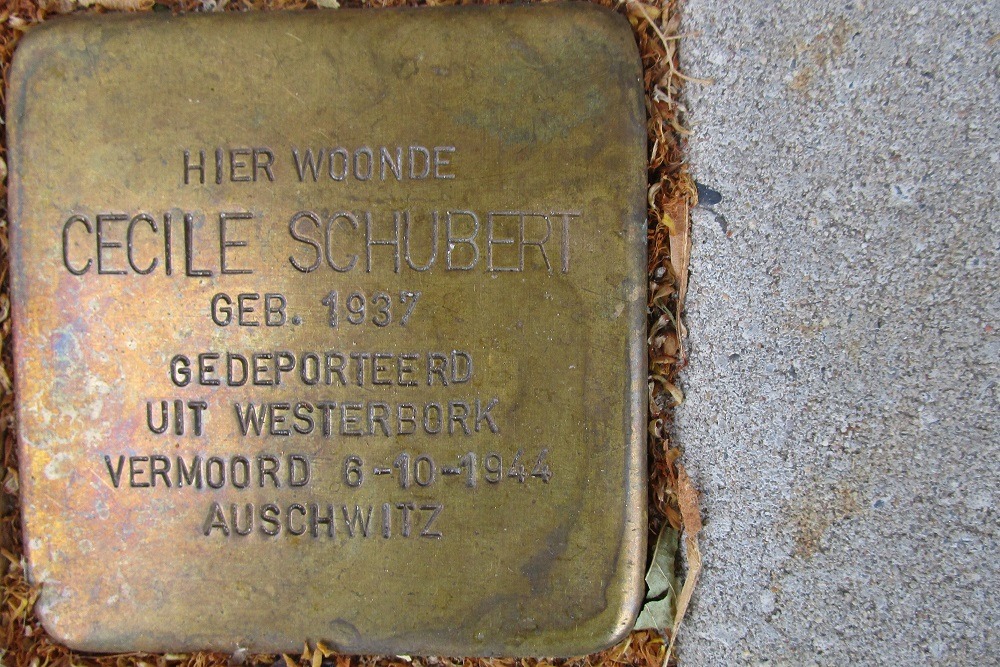 HIER WOONDE
CECILE SCHUBERT
GEB. 1937
GEDEPORTEERD
UIT WESTERBORK
VERMOORD 6-10-1944
AUSCHWITZ